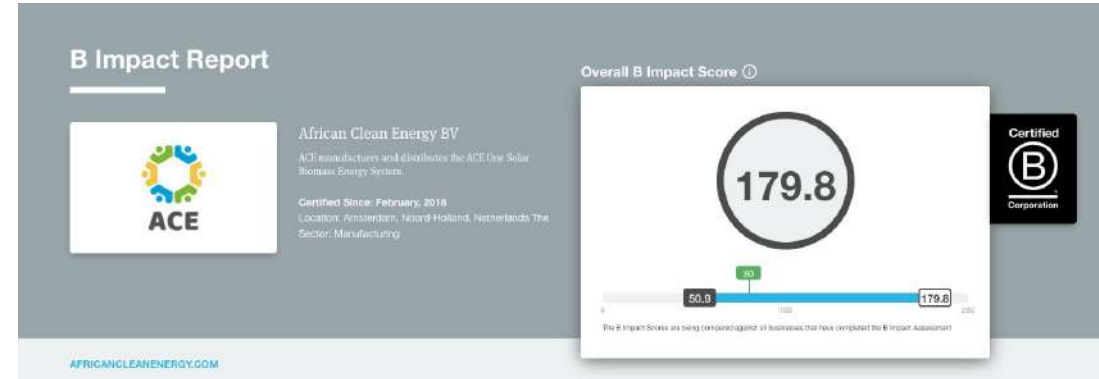 B Impact Report
ACE
African Clean Energy BV
ACE manufactures and distributes the ACE One Solar
Biomass Energy System.
Certified Since: February, 2018
Location: Amsterdam, Noord-Holland, Netherlands The
Sector: Manufacturing
AFRICANCLEANENERGY.COM
Overall B Impact Score
179.8
80
50.9
179.8
0
100
200
The B Impact Scores are being compared against all businesses that have completed the B Impact Assessment
Certified
B
Corporation